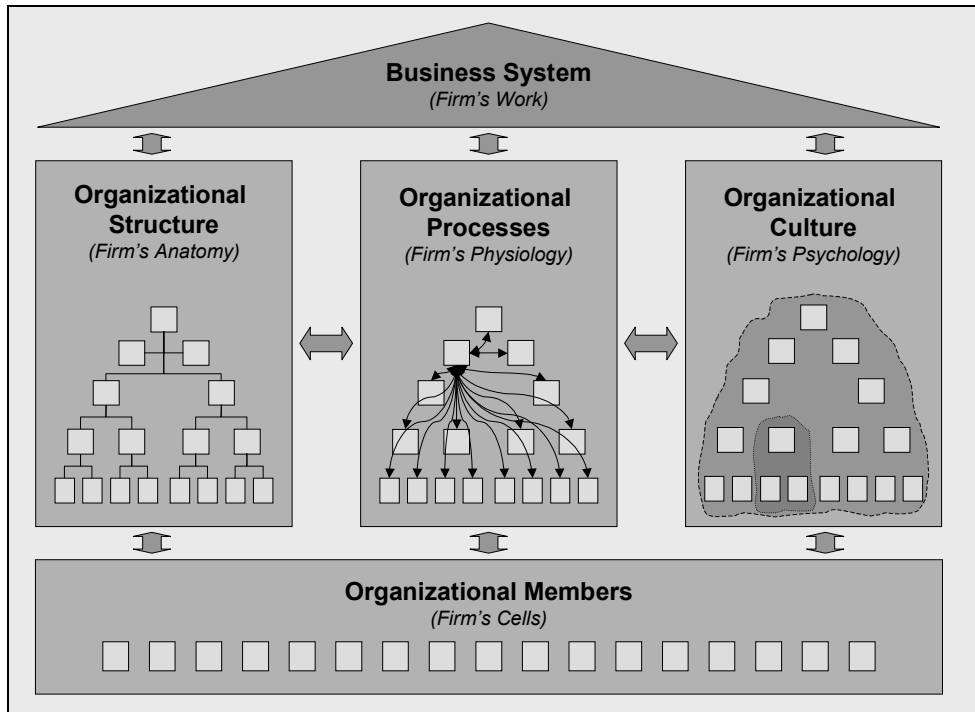 Business System
(Firm's Work)
Organizational
Structure
(Firm's Anatomy)
Organizational
Processes
(Firm's Physiology)
Organizational
Culture
(Firm's Psychology)
Organizational Members
(Firm's Cells)